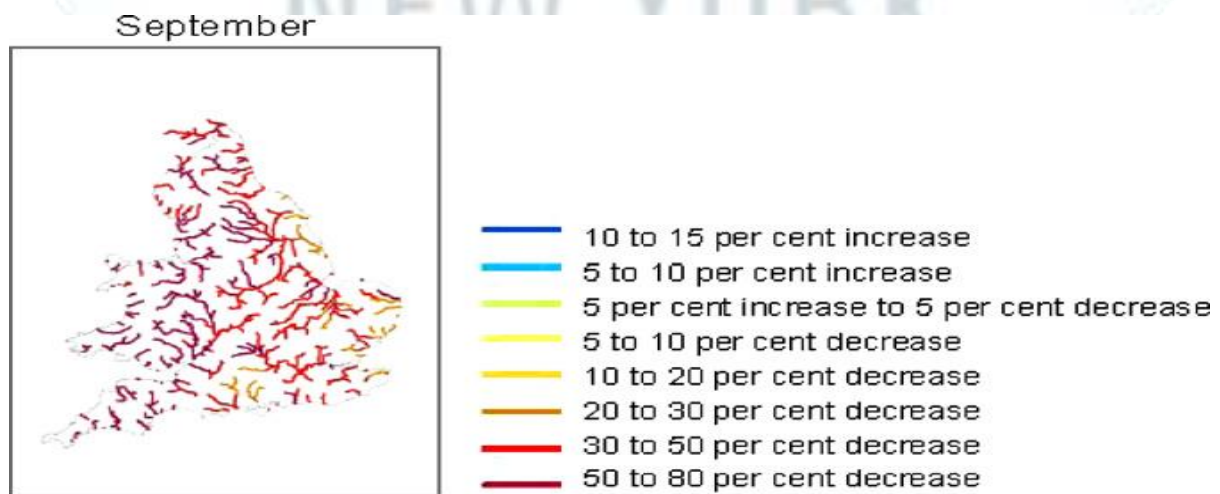 NEW YORK
September
10 to 15 per cent increase
5 to 10 per cent increase
5 per cent increase to 5 per cent decrease
5 to 10 per cent decrease
10 to 20 per cent decrease
20 to 30 per cent decrease
30 to 50 per cent decrease
50 to 80 per cent decrease